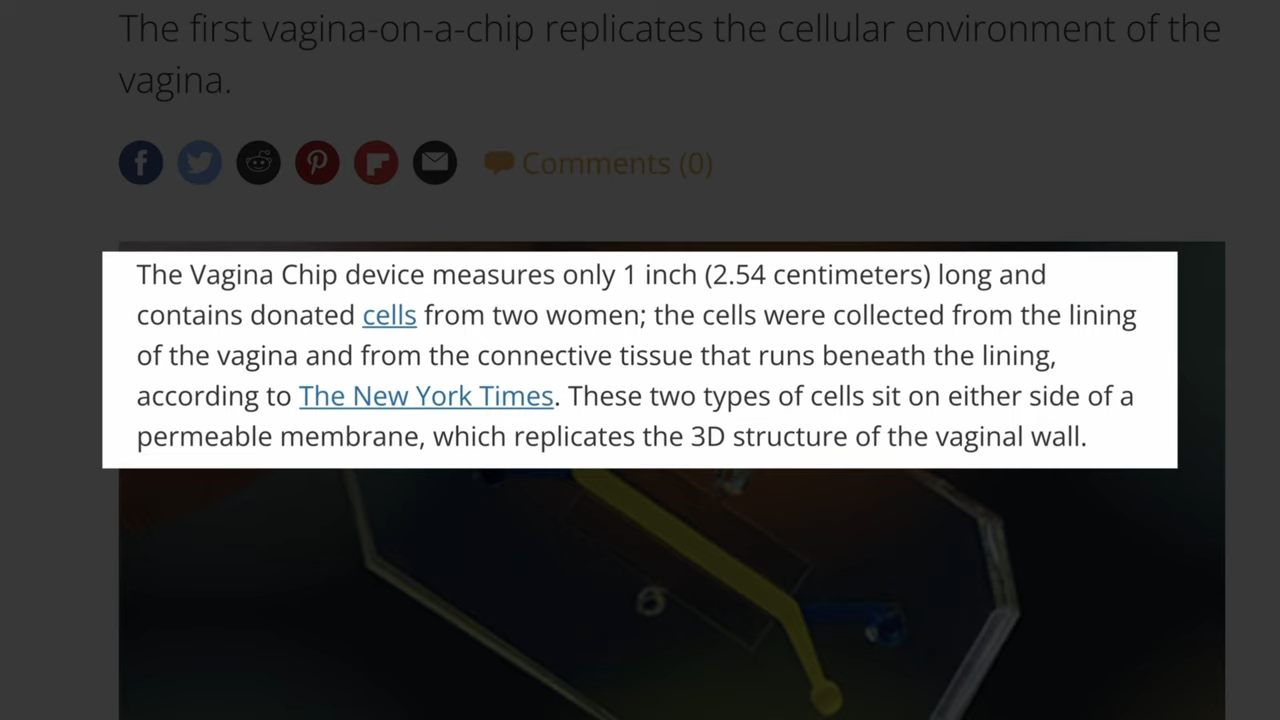 The first vagina-on-a-chip replicates the cellular environment of the
vagina.
Comments (0)
The Vagina Chip device measures only 1 inch (2.54 centimeters) long and
contains donated cells from two women; the cells were collected from the lining
of the vagina and from the connective tissue that runs beneath the lining,
according to The New York Times. These two types of cells sit on either side of a
permeable membrane, which replicates the 3D structure of the vaginal wall.